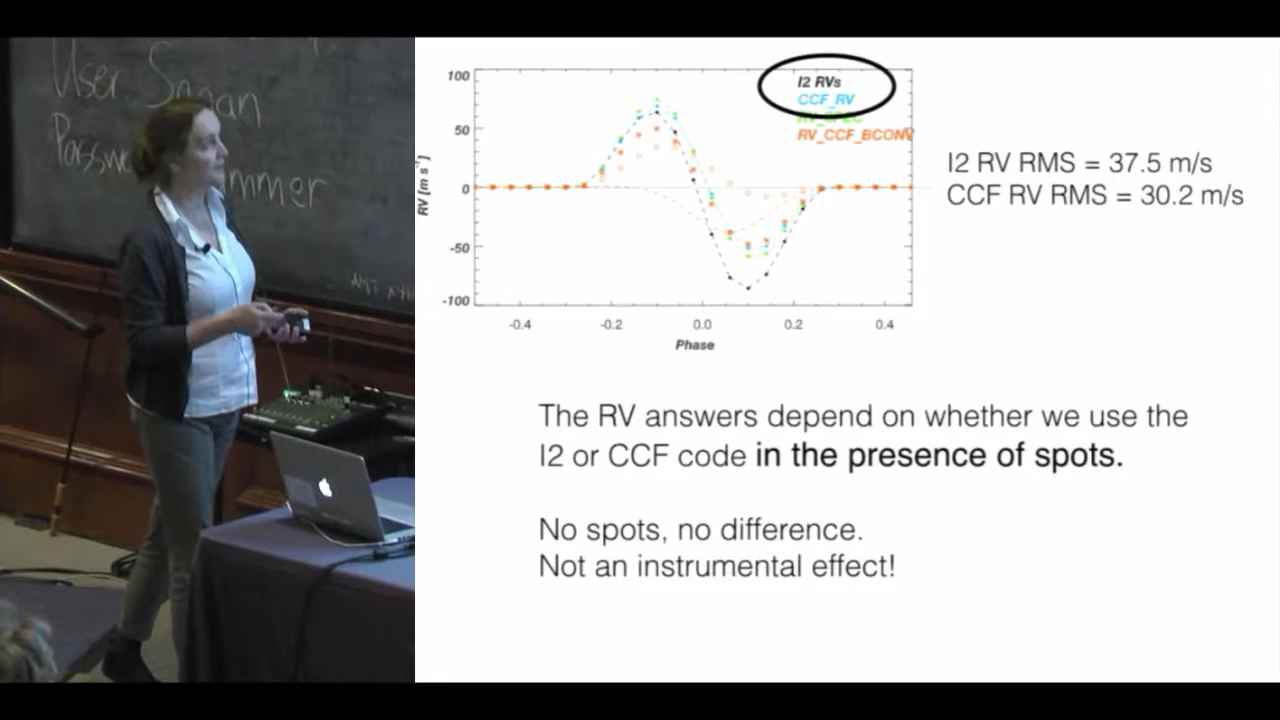 User Sagan
100
50
0
-50
-100
RV [m s⁻¹]
-0.4 -0.2 0.0 0.2 0.4
Phase
I2 RVs
CCF_RV
RV_SPEC
RV_CCF_BCONV
I2 RV RMS = 37.5 m/s
CCF RV RMS = 30.2 m/s
The RV answers depend on whether we use the
I2 or CCF code in the presence of spots.
No spots, no difference.
Not an instrumental effect!